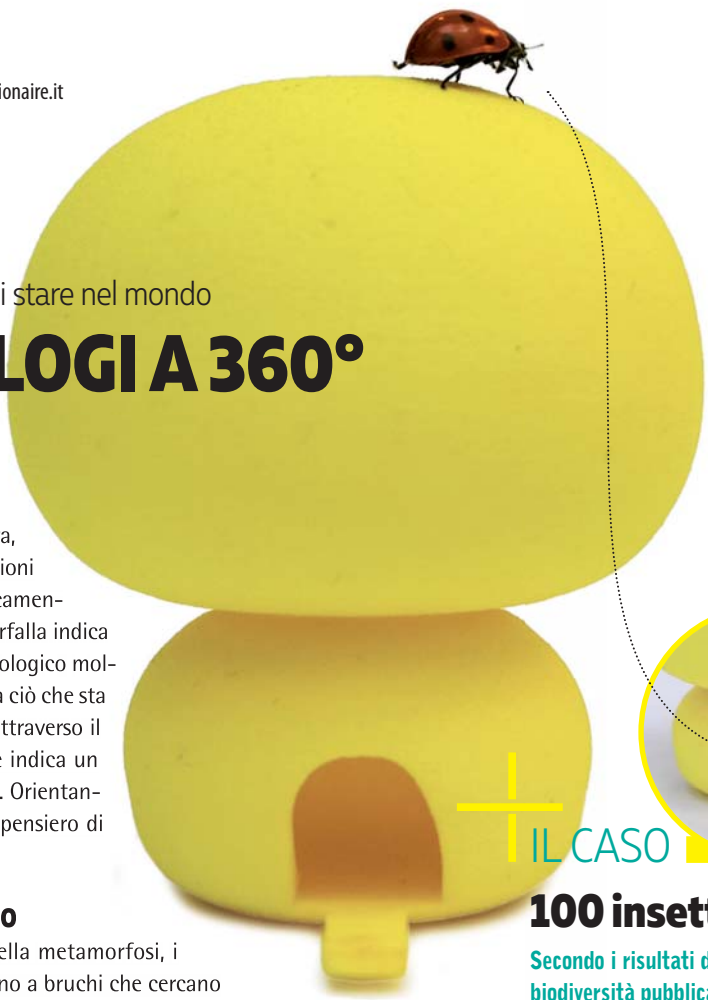 ionaire.it
i stare nel mondo
LOGI A 360°
a,
ioni
camen-
rfalla indica
ologico mol-
a ciò che sta
ttraverso il
e indica un
. Orientan-
pensiero di
o
ella metamorfosi, i
no a bruchi che cercano
IL CASO
100 insett
Secondo i risultati d
biodiversità pubblica